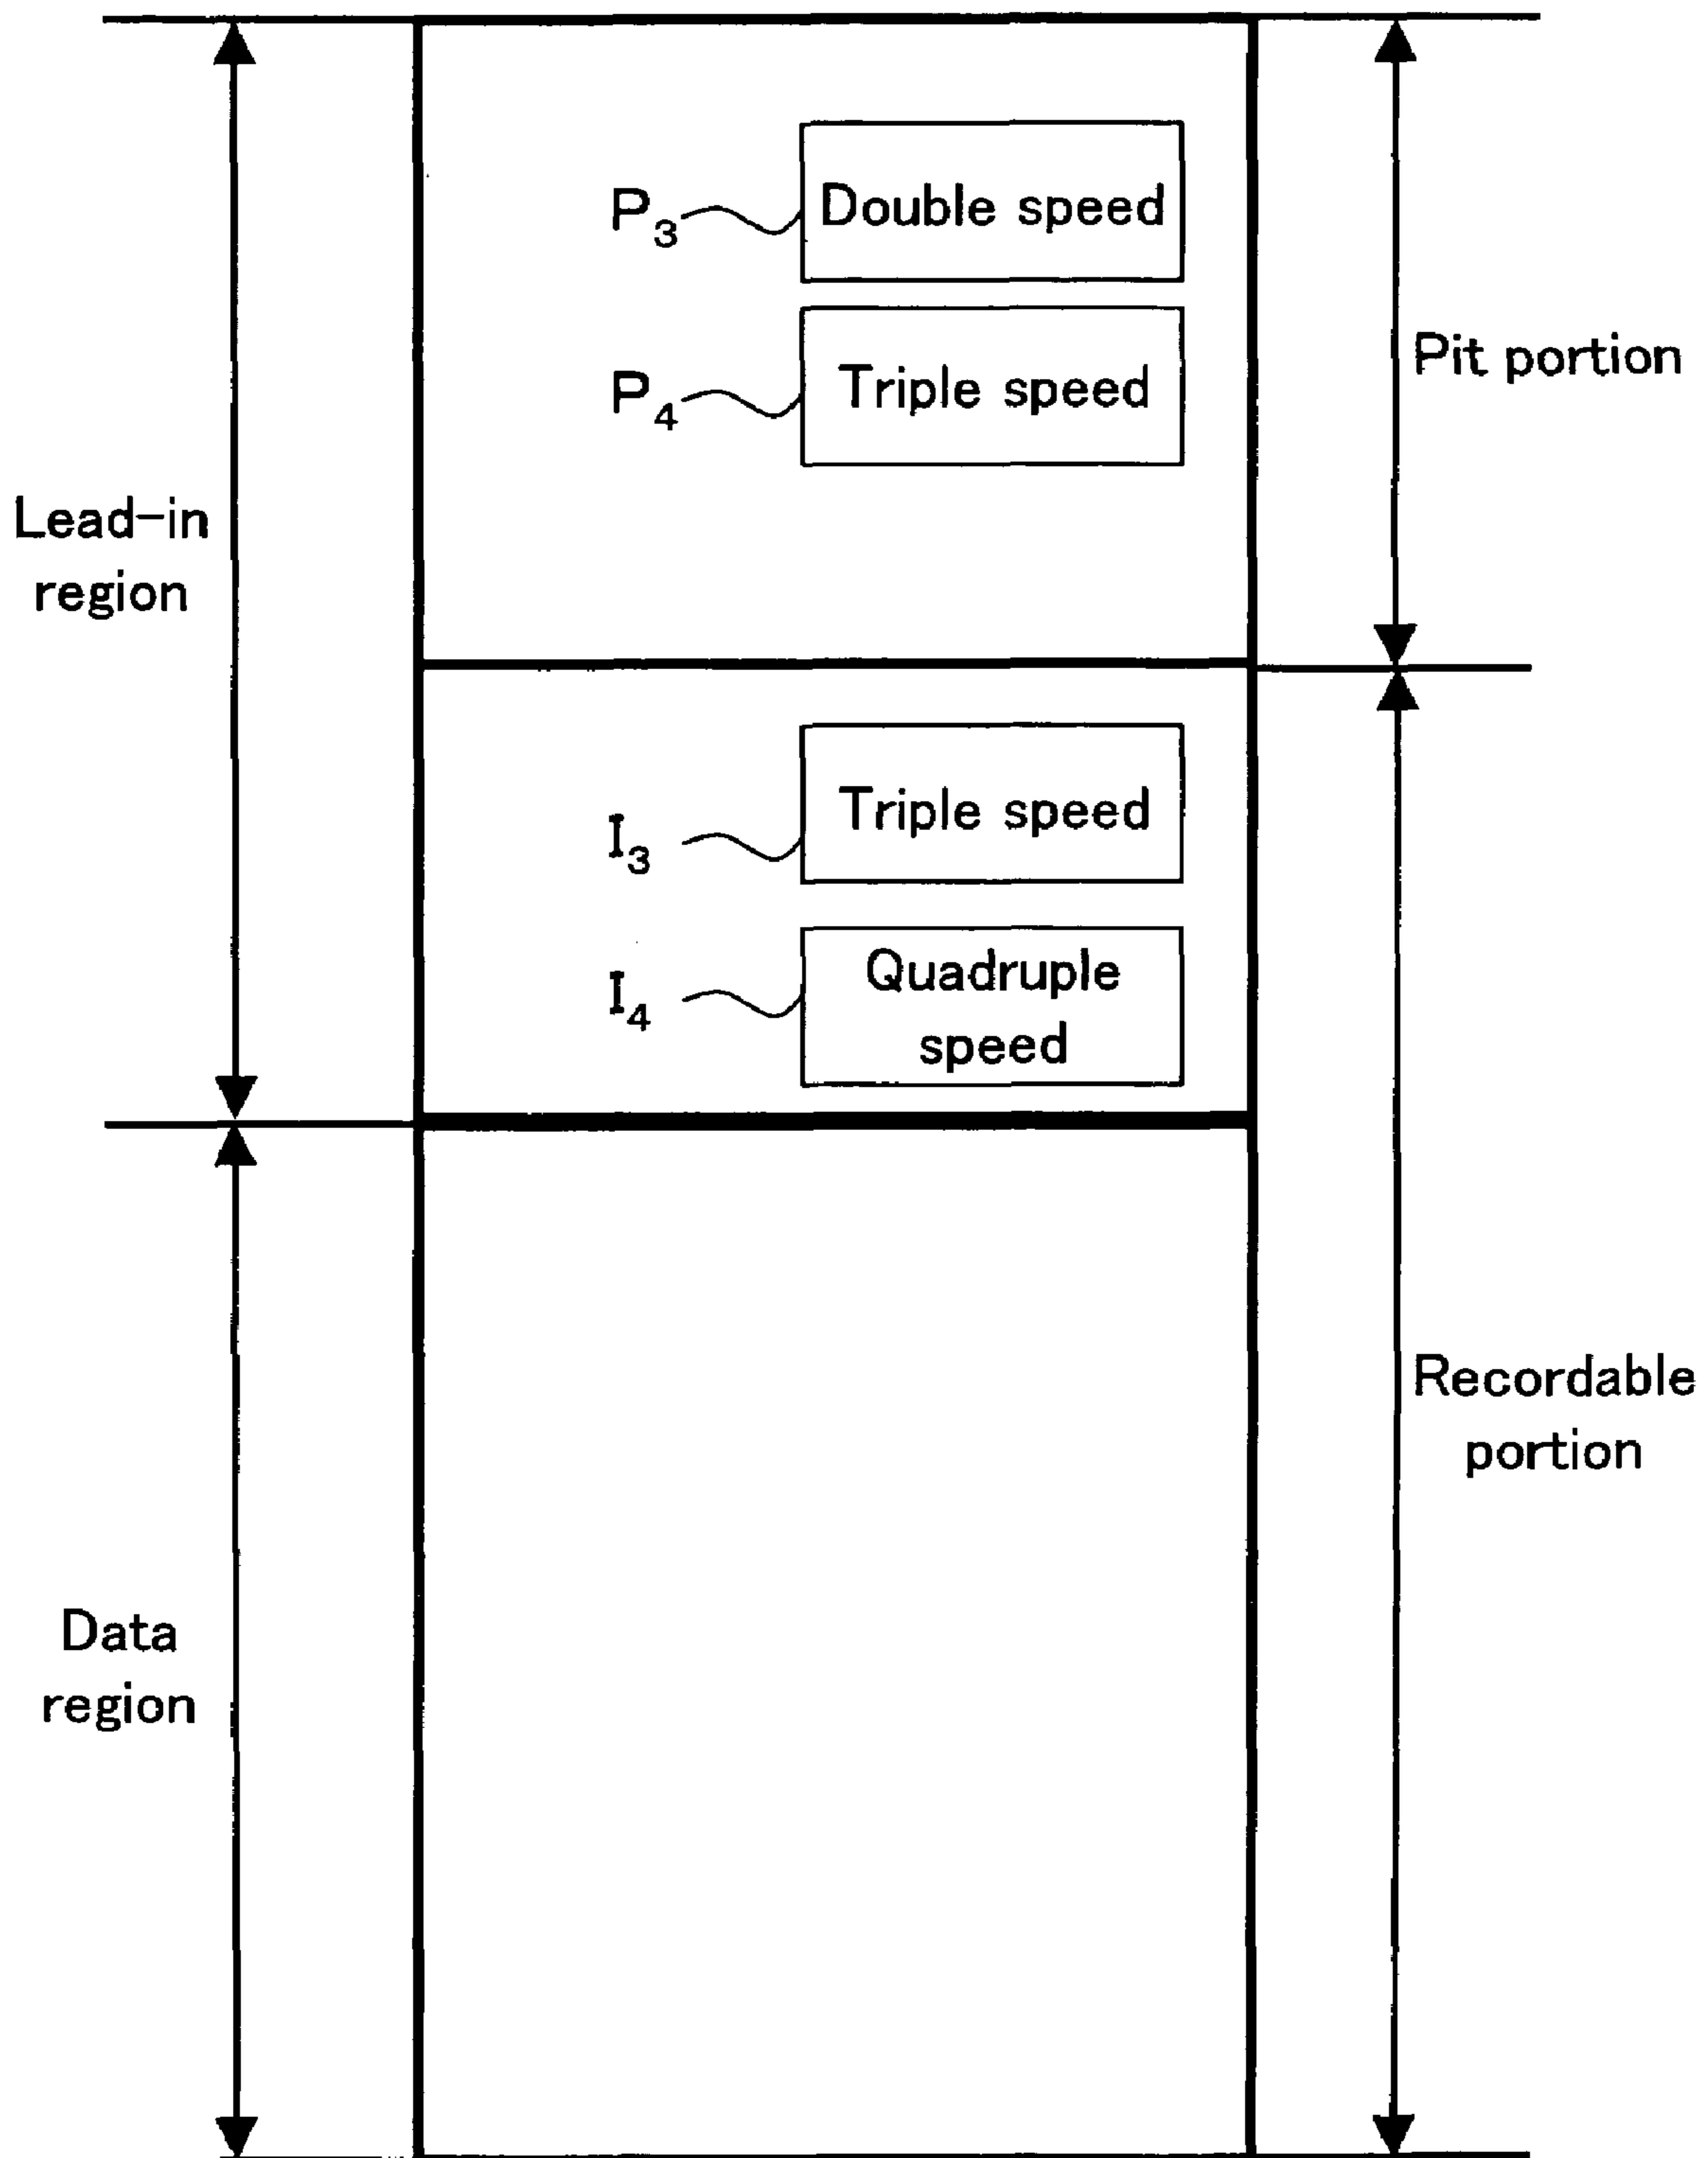 P3
Double speed
P4
Triple speed
Pit portion
Lead-in
region
I3
Triple speed
I4
Quadruple
speed
Recordable
portion
Data
region